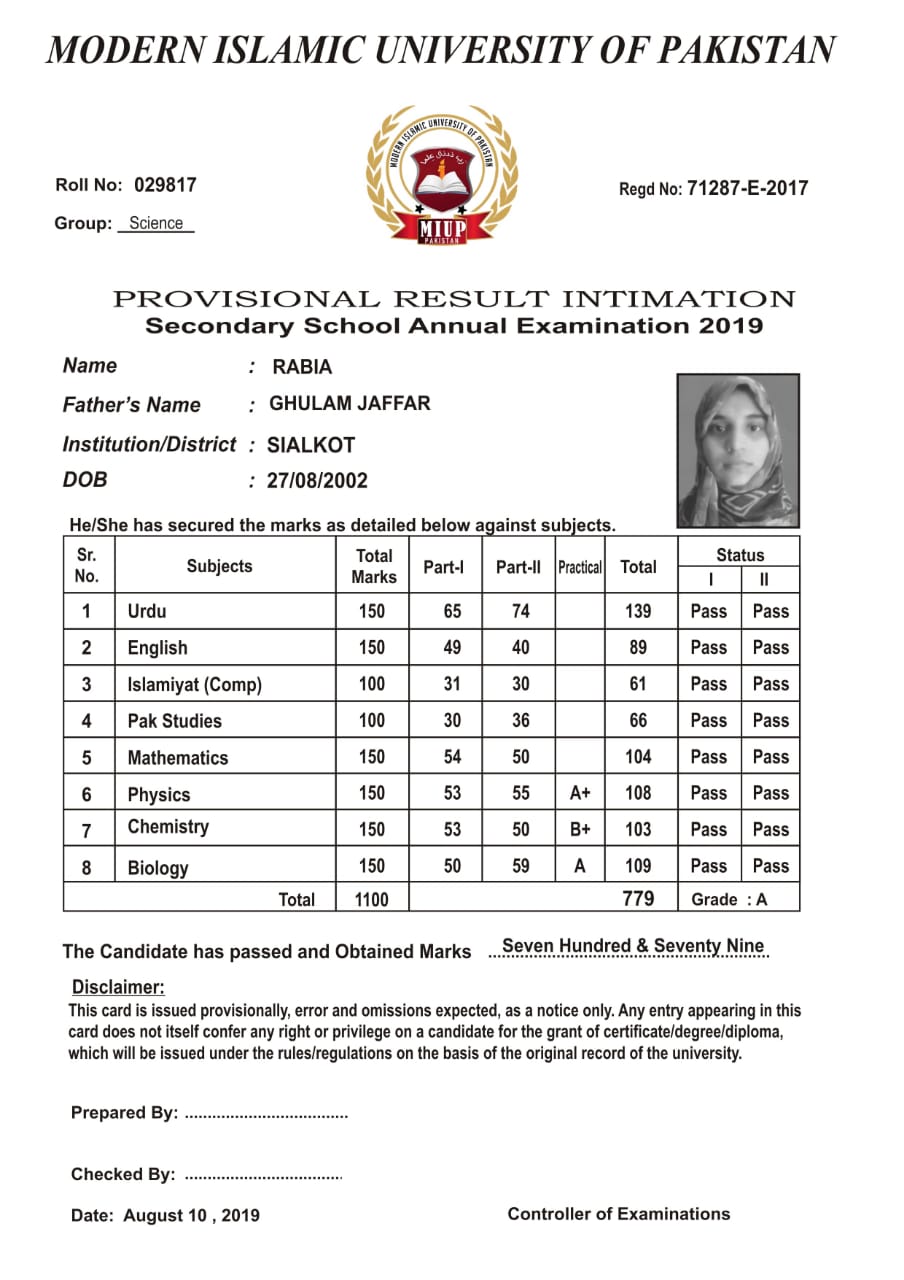 MODERN ISLAMIC UNIVERSITY OF PAKISTAN
MODERN ISLAMIC UNIVERSITY OF PAKISTAN
MIUP
PAKISTAN
Roll No: 029817
Regd No: 71287-E-2017
Group: Science
PROVISIONAL RESULT INTIMATION
Secondary School Annual Examination 2019
Name : RABIA
Father's Name : GHULAM JAFFAR
Institution/District : SIALKOT
DOB : 27/08/2002
He/She has secured the marks as detailed below against subjects.
Sr. No. Subjects Total Marks Part-I Part-II Practical Total Status
I II
1 Urdu 150 65 74 139 Pass Pass
2 English 150 49 40 89 Pass Pass
3 Islamiyat (Comp) 100 31 30 61 Pass Pass
4 Pak Studies 100 30 36 66 Pass Pass
5 Mathematics 150 54 50 104 Pass Pass
6 Physics 150 53 55 A+ 108 Pass Pass
7 Chemistry 150 53 50 B+ 103 Pass Pass
8 Biology 150 50 59 A 109 Pass Pass
Total 1100 779 Grade : A
The Candidate has passed and Obtained Marks Seven Hundred & Seventy Nine
Disclaimer:
This card is issued provisionally, error and omissions expected, as a notice only. Any entry appearing in this
card does not itself confer any right or privilege on a candidate for the grant of certificate/degree/diploma,
which will be issued under the rules/regulations on the basis of the original record of the university.
Prepared By: ....................................
Checked By: ....................................
Date: August 10 , 2019
Controller of Examinations